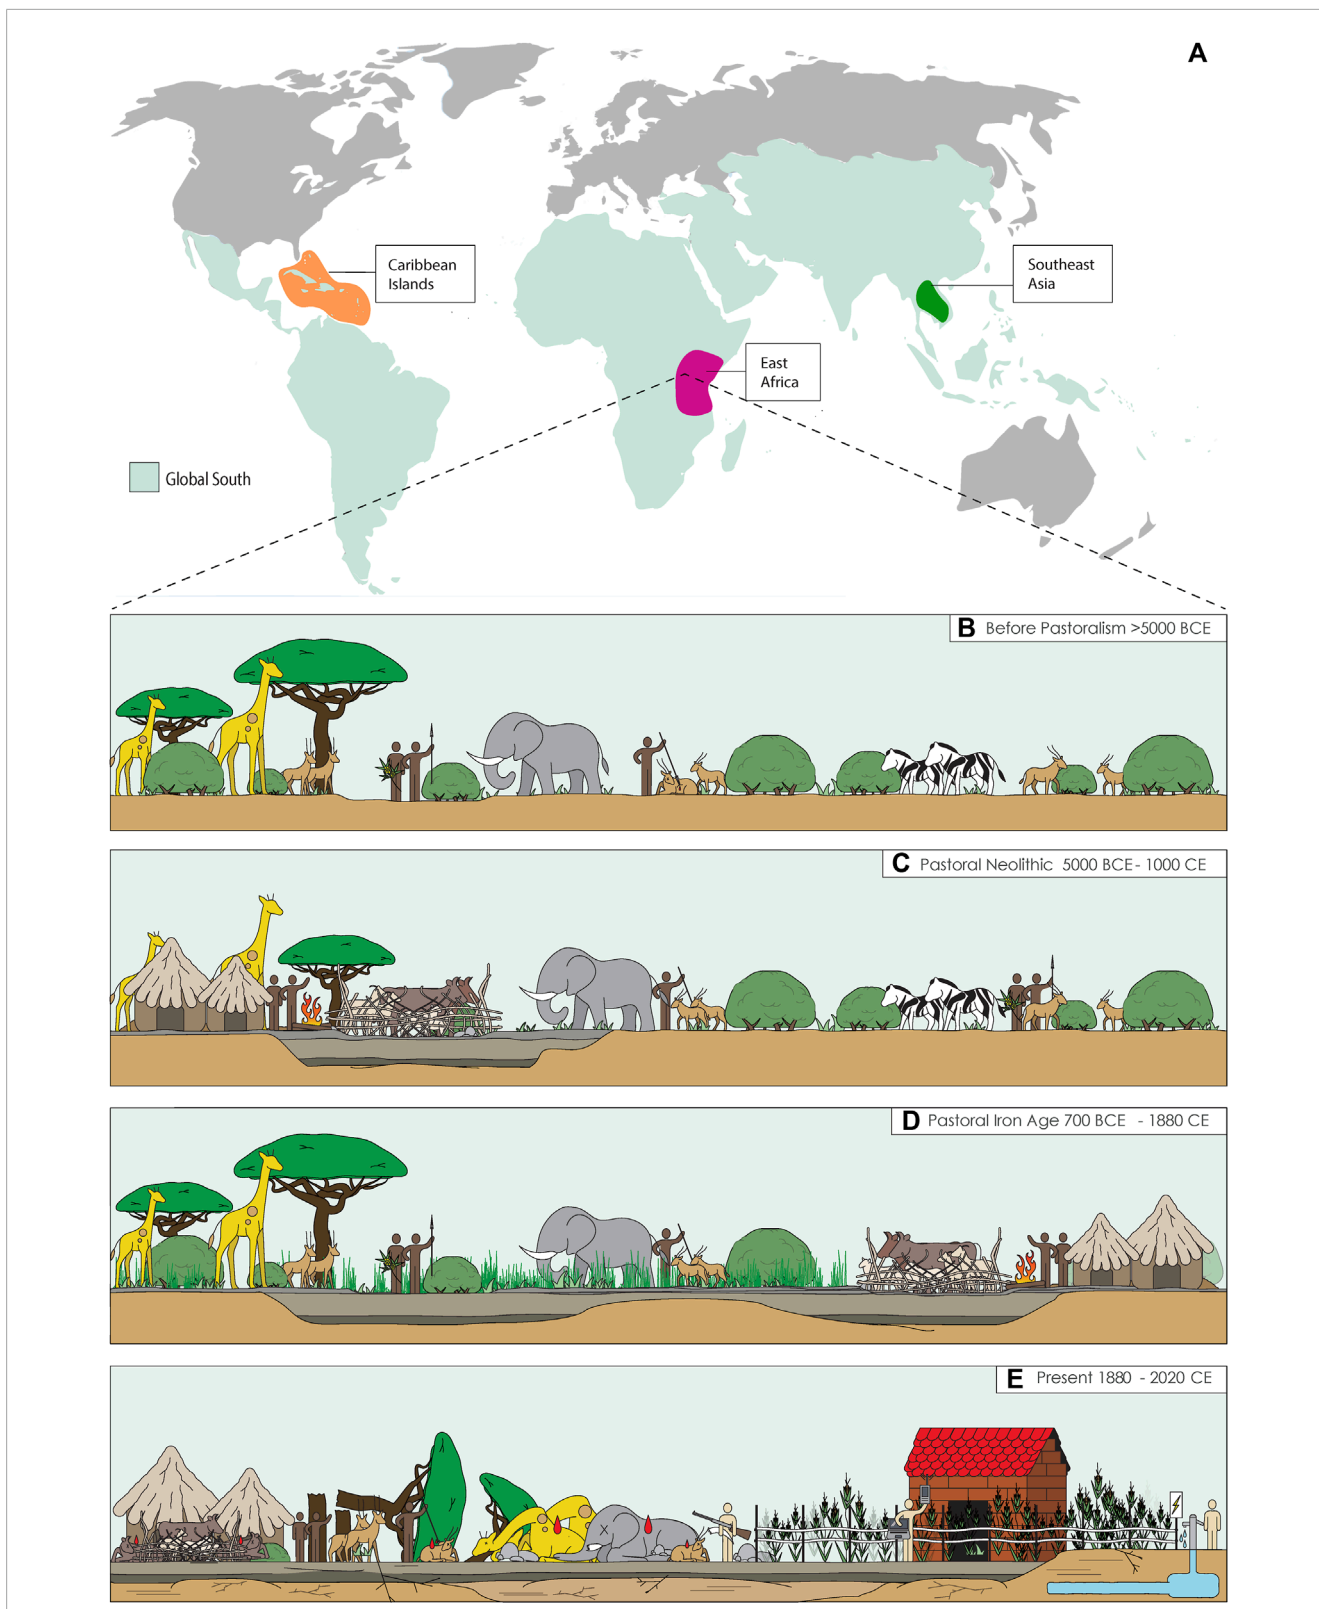 A
Caribbean
Islands
Southeast
Asia
East
Africa
Global South
B Before Pastoralism >5000 BCE
C Pastoral Neolithic 5000 BCE - 1000 CE
D Pastoral Iron Age 700 BCE - 1880 CE
E Present 1880 - 2020 CE